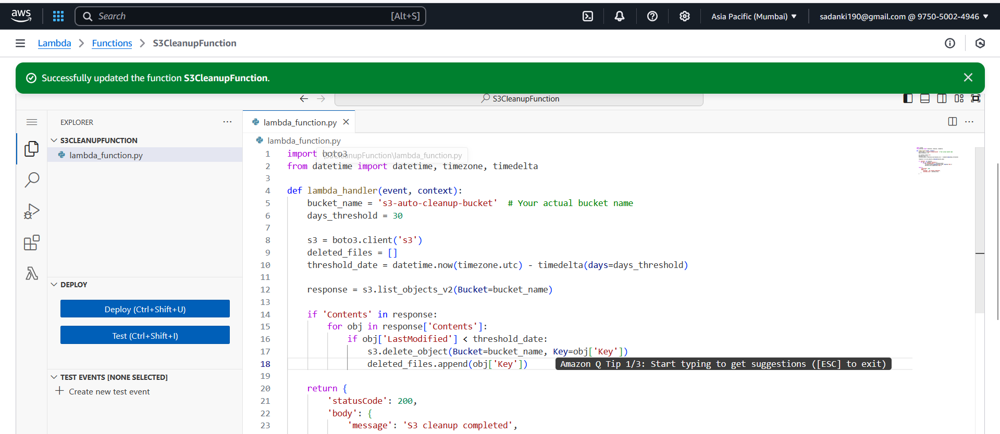 aws
Search [Alt+S]
Asia Pacific (Mumbai)
sadanki190@gmail.com @ 9750-5002-4946
Lambda > Functions > S3CleanupFunction
Successfully updated the function S3CleanupFunction.
S3CleanupFunction
EXPLORER
S3CLEANUPFUNCTION
lambda_function.py
DEPLOY
Deploy (Ctrl+Shift+U)
Test (Ctrl+Shift+I)
TEST EVENTS [NONE SELECTED]
Create new test event
lambda_function.py
lambda_function.py
\S3CleanupFunction\lambda_function.py
1 import boto3
2 from datetime import datetime, timezone, timedelta
3
4 def lambda_handler(event, context):
5 bucket_name = 's3-auto-cleanup-bucket' # Your actual bucket name
6 days_threshold = 30
7
8 s3 = boto3.client('s3')
9 deleted_files = []
10 threshold_date = datetime.now(timezone.utc) - timedelta(days=days_threshold)
11
12 response = s3.list_objects_v2(Bucket=bucket_name)
13
14 if 'Contents' in response:
15 for obj in response['Contents']:
16 if obj['LastModified'] < threshold_date:
17 s3.delete_object(Bucket=bucket_name, Key=obj['Key'])
18 deleted_files.append(obj['Key']) Amazon Q Tip 1/3: Start typing to get suggestions ([ESC] to exit)
19
20 return {
21 'statusCode': 200,
22 'body': {
23 'message': 'S3 cleanup completed',